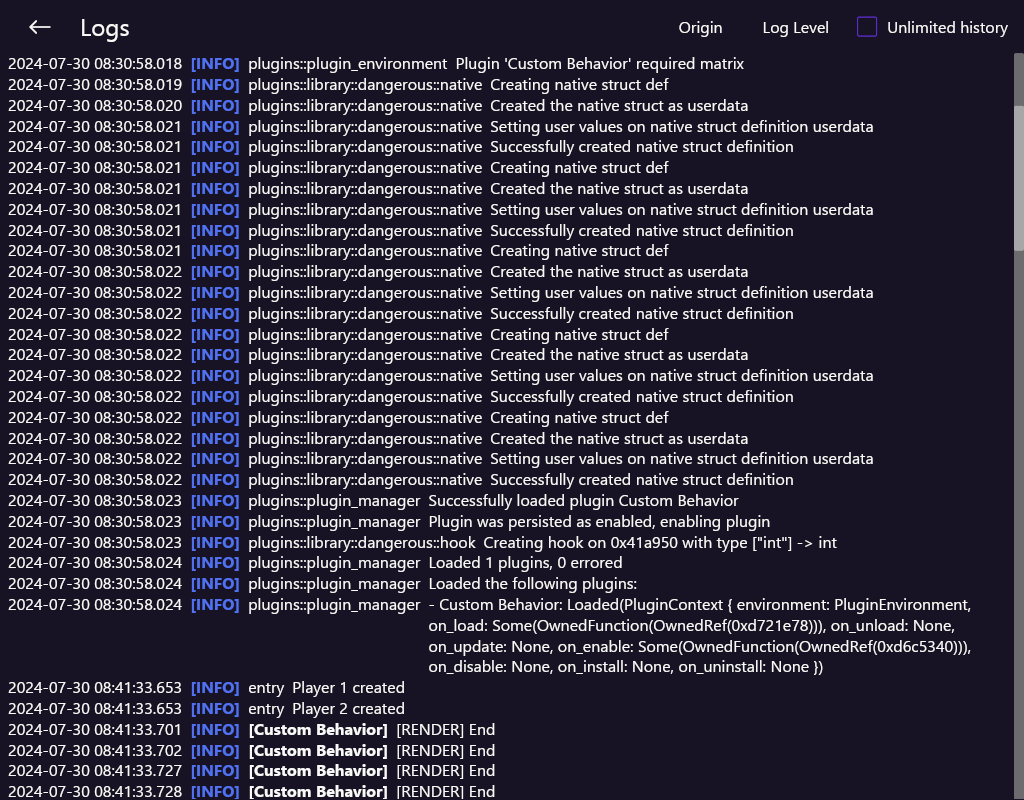 Logs Origin Log Level Unlimited history
2024-07-30 08:30:58.018 [INFO] plugins::plugin_environment Plugin 'Custom Behavior' required matrix
2024-07-30 08:30:58.019 [INFO] plugins::library::dangerous::native Creating native struct def
2024-07-30 08:30:58.020 [INFO] plugins::library::dangerous::native Created the native struct as userdata
2024-07-30 08:30:58.021 [INFO] plugins::library::dangerous::native Setting user values on native struct definition userdata
2024-07-30 08:30:58.021 [INFO] plugins::library::dangerous::native Successfully created native struct definition
2024-07-30 08:30:58.021 [INFO] plugins::library::dangerous::native Creating native struct def
2024-07-30 08:30:58.021 [INFO] plugins::library::dangerous::native Created the native struct as userdata
2024-07-30 08:30:58.021 [INFO] plugins::library::dangerous::native Setting user values on native struct definition userdata
2024-07-30 08:30:58.021 [INFO] plugins::library::dangerous::native Successfully created native struct definition
2024-07-30 08:30:58.021 [INFO] plugins::library::dangerous::native Creating native struct def
2024-07-30 08:30:58.022 [INFO] plugins::library::dangerous::native Created the native struct as userdata
2024-07-30 08:30:58.022 [INFO] plugins::library::dangerous::native Setting user values on native struct definition userdata
2024-07-30 08:30:58.022 [INFO] plugins::library::dangerous::native Successfully created native struct definition
2024-07-30 08:30:58.022 [INFO] plugins::library::dangerous::native Creating native struct def
2024-07-30 08:30:58.022 [INFO] plugins::library::dangerous::native Created the native struct as userdata
2024-07-30 08:30:58.022 [INFO] plugins::library::dangerous::native Setting user values on native struct definition userdata
2024-07-30 08:30:58.022 [INFO] plugins::library::dangerous::native Successfully created native struct definition
2024-07-30 08:30:58.022 [INFO] plugins::library::dangerous::native Creating native struct def
2024-07-30 08:30:58.022 [INFO] plugins::library::dangerous::native Created the native struct as userdata
2024-07-30 08:30:58.022 [INFO] plugins::library::dangerous::native Setting user values on native struct definition userdata
2024-07-30 08:30:58.022 [INFO] plugins::library::dangerous::native Successfully created native struct definition
2024-07-30 08:30:58.023 [INFO] plugins::plugin_manager Successfully loaded plugin Custom Behavior
2024-07-30 08:30:58.023 [INFO] plugins::plugin_manager Plugin was persisted as enabled, enabling plugin
2024-07-30 08:30:58.023 [INFO] plugins::library::dangerous::hook Creating hook on 0x41a950 with type ["int"] -> int
2024-07-30 08:30:58.024 [INFO] plugins::plugin_manager Loaded 1 plugins, 0 errored
2024-07-30 08:30:58.024 [INFO] plugins::plugin_manager Loaded the following plugins:
2024-07-30 08:30:58.024 [INFO] plugins::plugin_manager - Custom Behavior: Loaded(PluginContext { environment: PluginEnvironment,
on_load: Some(OwnedFunction(OwnedRef(0xd721e78))), on_unload: None,
on_update: None, on_enable: Some(OwnedFunction(OwnedRef(0xd6c5340))),
on_disable: None, on_install: None, on_uninstall: None })
2024-07-30 08:41:33.653 [INFO] entry Player 1 created
2024-07-30 08:41:33.653 [INFO] entry Player 2 created
2024-07-30 08:41:33.701 [INFO] [Custom Behavior] [RENDER] End
2024-07-30 08:41:33.702 [INFO] [Custom Behavior] [RENDER] End
2024-07-30 08:41:33.727 [INFO] [Custom Behavior] [RENDER] End
2024-07-30 08:41:33.728 [INFO] [Custom Behavior] [RENDER] End